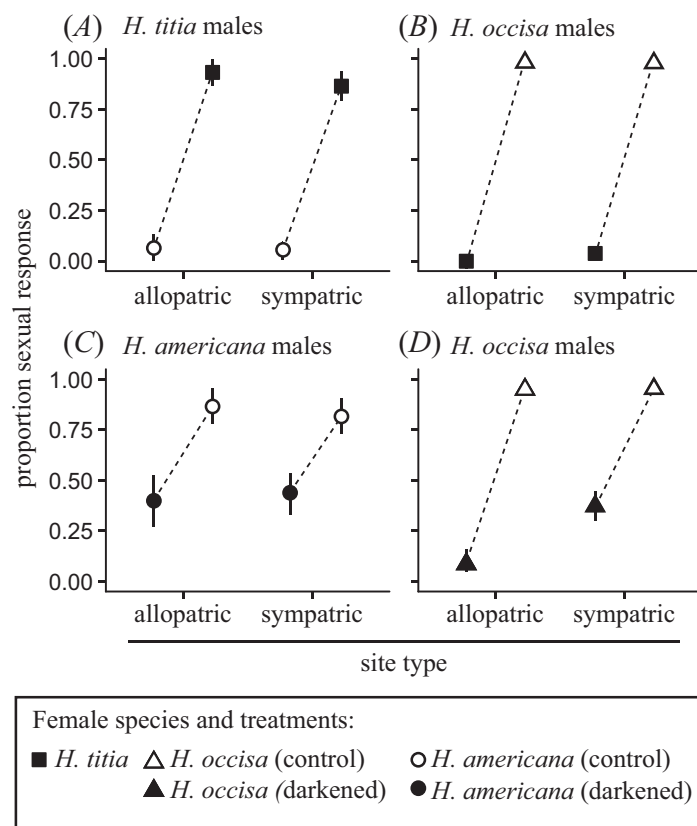 (A) H. titia males
(B) H. occisa males
1.00
0.75
0.50
0.25
0.00
allopatric sympatric
allopatric sympatric
(C) H. americana males
(D) H. occisa males
1.00
0.75
0.50
0.25
0.00
allopatric sympatric
allopatric sympatric
proportion sexual response
site type
Female species and treatments:
H. titia H. occisa (control) H. americana (control)
H. occisa (darkened) H. americana (darkened)